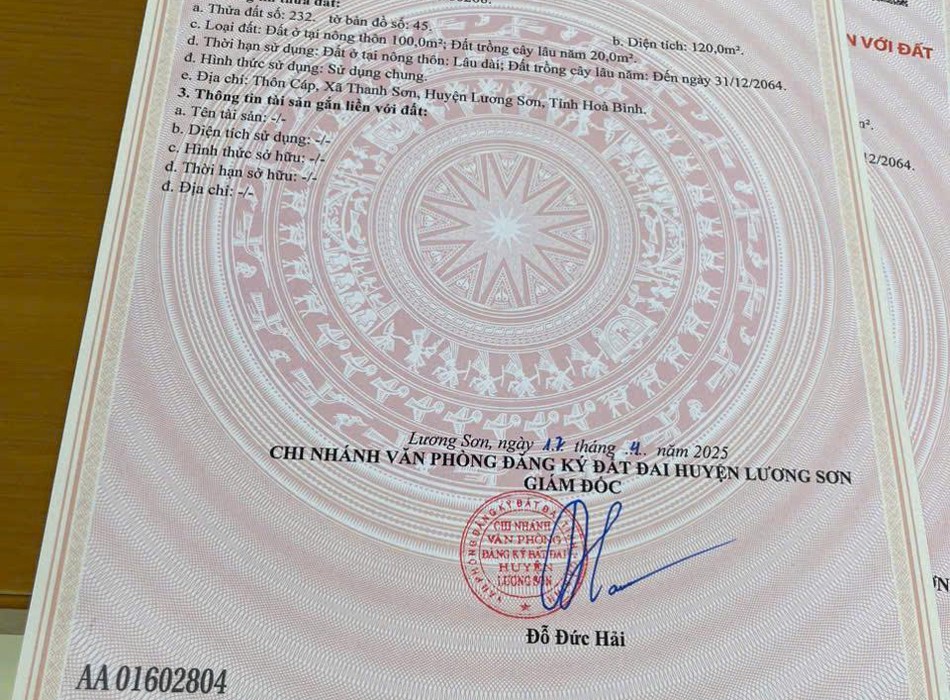 a. Thửa đất số: 232. tờ bản đồ số: 45.
b. Diện tích: 120,0m².
c. Loại đất: Đất ở tại nông thôn 100,0m²; Đất trồng cây lâu năm 20,0m².
d. Thời hạn sử dụng: Đất ở tại nông thôn: Lâu dài; Đất trồng cây lâu năm: Đến ngày 31/12/2064.
đ. Hình thức sử dụng: Sử dụng chung.
e. Địa chỉ: Thôn Cáp, Xã Thanh Sơn, Huyện Lương Sơn, Tỉnh Hoà Bình.
3. Thông tin tài sản gắn liền với đất:
a. Tên tài sản: -/-
b. Diện tích sử dụng: -/-
c. Hình thức sở hữu: -/-
d. Thời hạn sở hữu: -/-
đ. Địa chỉ: -/-
Lương Sơn, ngày 17 tháng 4 năm 2025
CHI NHÁNH VĂN PHÒNG ĐĂNG KÝ ĐẤT ĐAI HUYỆN LƯƠNG SƠN
GIÁM ĐỐC
CHI NHÁNH
VĂN PHÒNG
ĐĂNG KÝ ĐẤT ĐAI
HUYỆN
LƯƠNG SƠN
Đỗ Đức Hải
AA 01602804
VỚI ĐẤT
m².
12/2064.